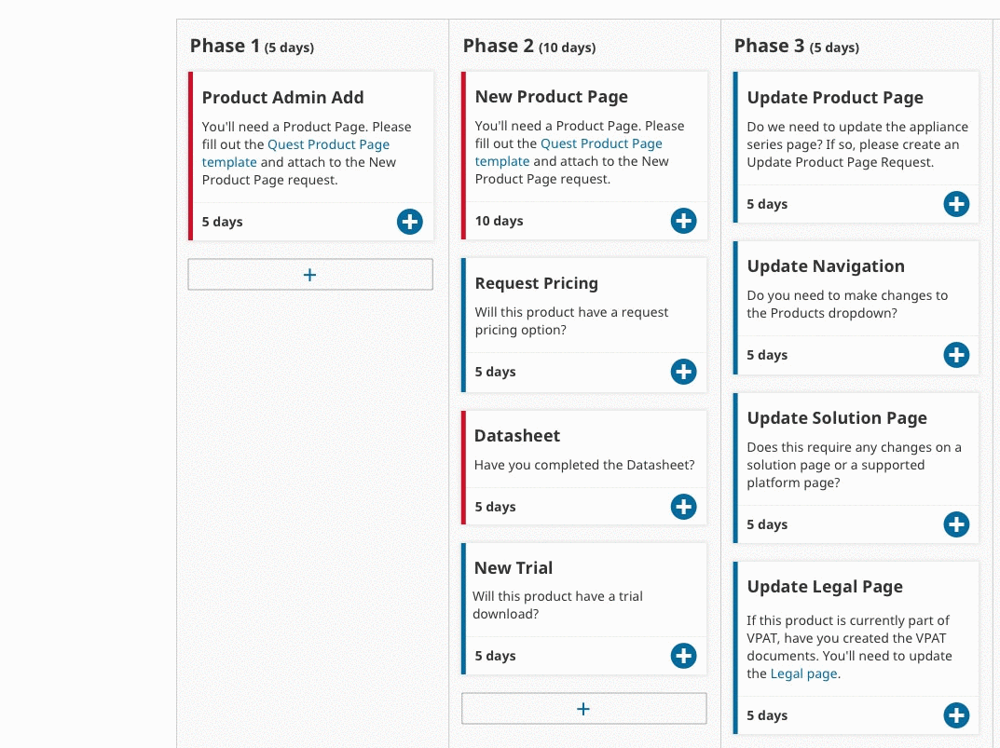 Phase 1 (5 days)
Product Admin Add
You'll need a Product Page. Please
fill out the Quest Product Page
template and attach to the New
Product Page request.
5 days
+
Phase 2 (10 days)
New Product Page
You'll need a Product Page. Please
fill out the Quest Product Page
template and attach to the New
Product Page request.
10 days
Request Pricing
Will this product have a request
pricing option?
5 days
Datasheet
Have you completed the Datasheet?
5 days
New Trial
Will this product have a trial
download?
5 days
+
Phase 3 (5 days)
Update Product Page
Do we need to update the appliance
series page? If so, please create an
Update Product Page Request.
5 days
Update Navigation
Do you need to make changes to
the Products dropdown?
5 days
Update Solution Page
Does this require any changes on a
solution page or a supported
platform page?
5 days
Update Legal Page
If this product is currently part of
VPAT, have you created the VPAT
documents. You'll need to update
the Legal page.
5 days